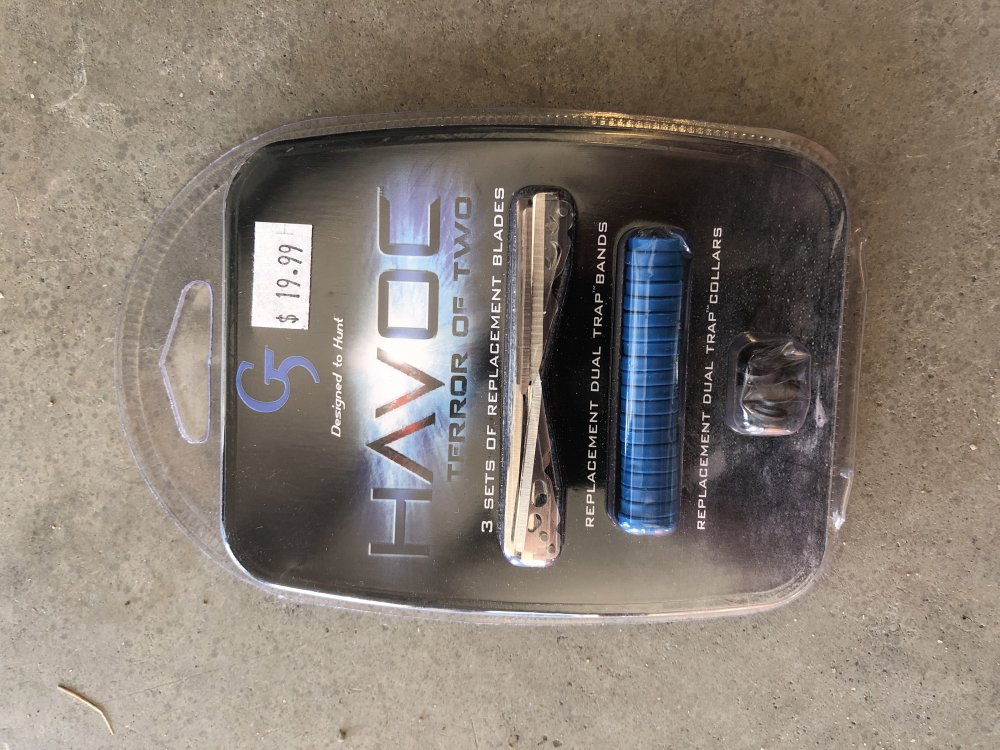 $ 19.99
G5
Designed to Hunt
HAVOC
TERROR OF TWO
3 SETS OF REPLACEMENT BLADES
REPLACEMENT DUAL TRAP™ BANDS
REPLACEMENT DUAL TRAP™ COLLARS